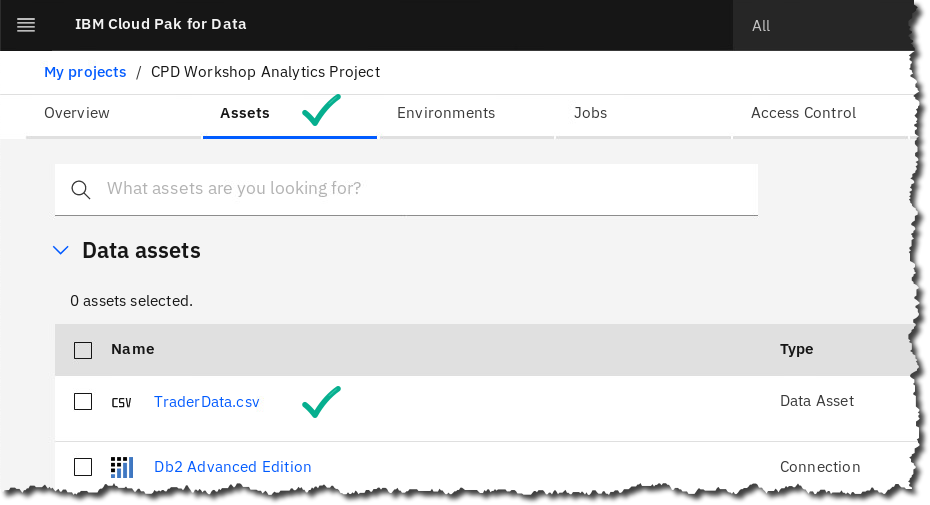 IBM Cloud Pak for Data
All
My projects / CPD Workshop Analytics Project
Overview Assets Environments Jobs Access Control
What assets are you looking for?
Data assets
0 assets selected.
Name Type
CSV TraderData.csv Data Asset
Db2 Advanced Edition Connection